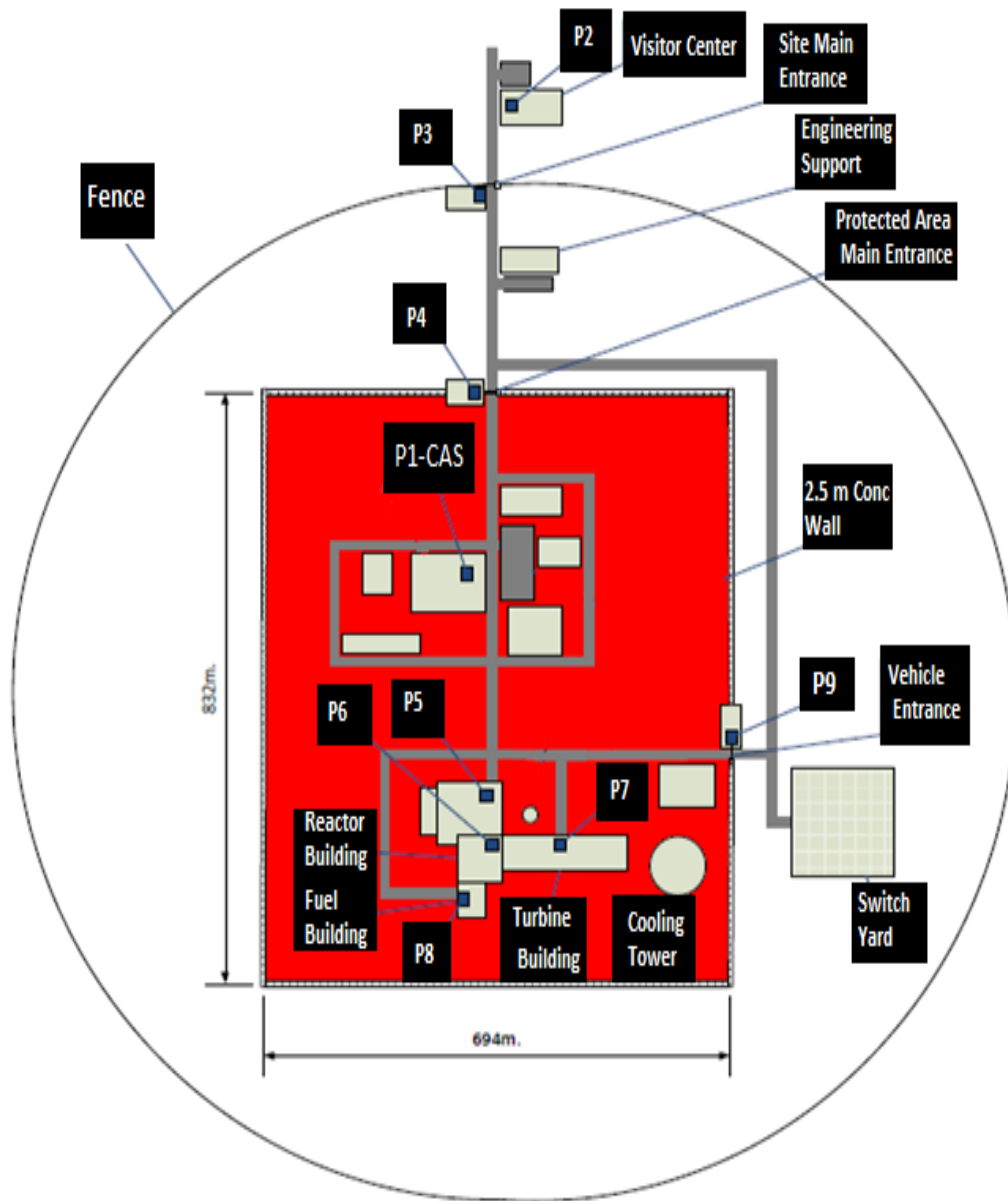 P2
Visitor Center
Site Main
Entrance
P3
Engineering
Support
Fence
Protected Area
Main Entrance
P4
P1-CAS
2.5 m Conc
Wall
832m.
P6
P5
P9
Vehicle
Entrance
P7
Reactor
Building
Fuel
Building
P8
Turbine
Building
Cooling
Tower
Switch
Yard
694m.